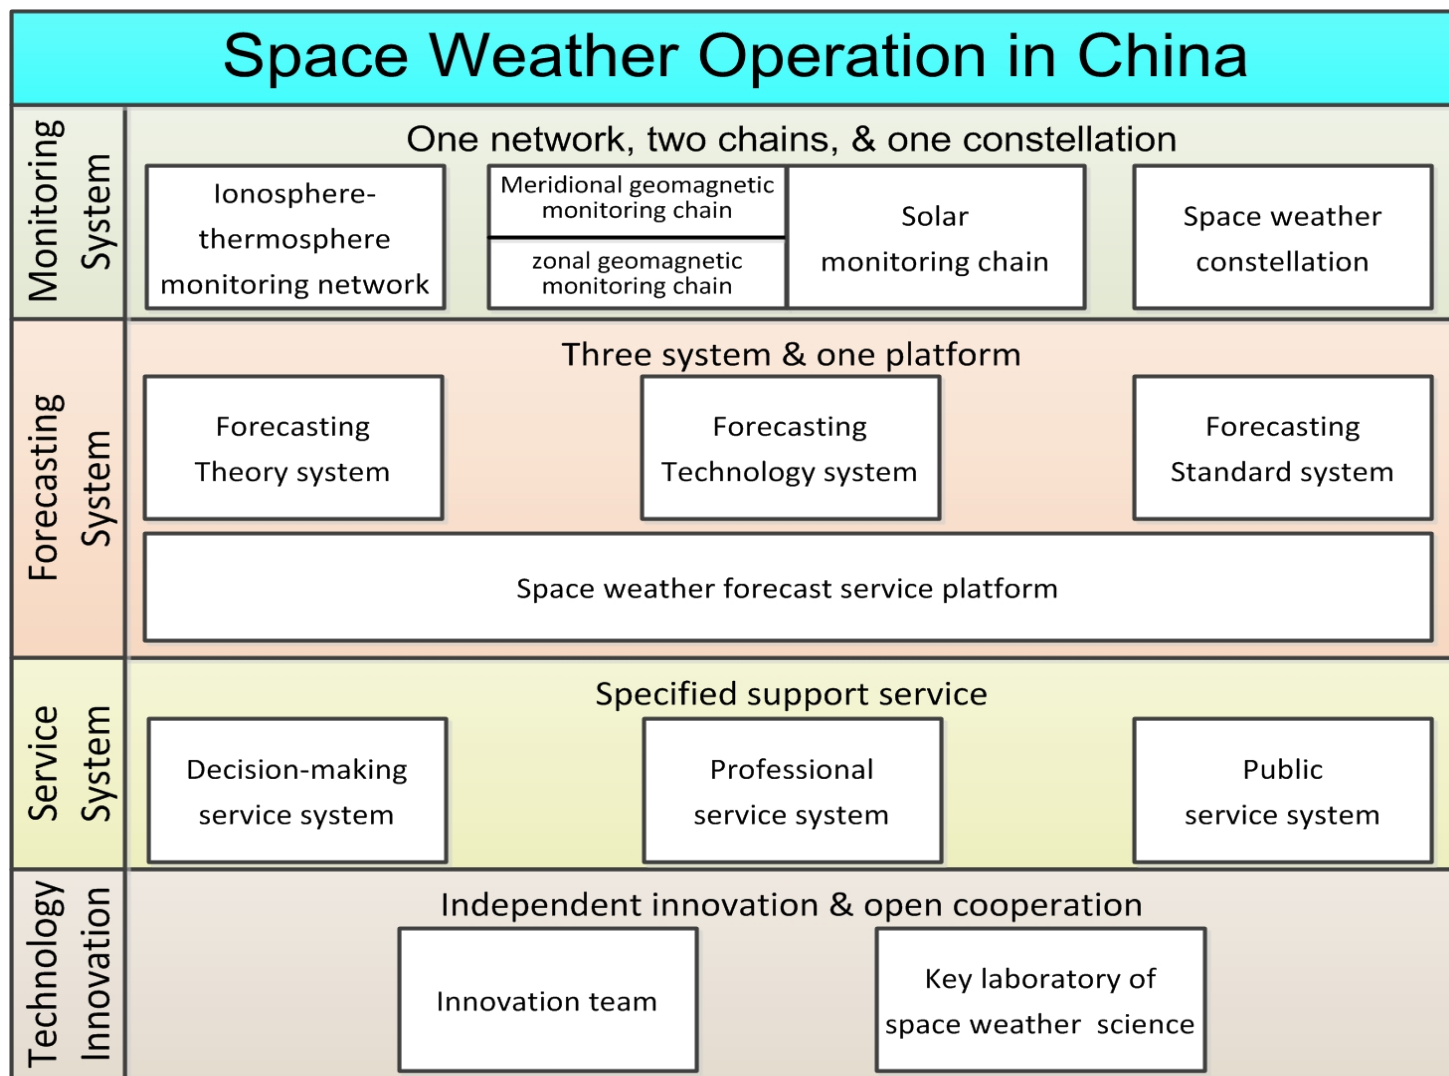 Space Weather Operation in China
Monitoring
System
One network, two chains, & one constellation
Ionosphere-
thermosphere
monitoring network
Meridional geomagnetic
monitoring chain
zonal geomagnetic
monitoring chain
Solar
monitoring chain
Space weather
constellation
Forecasting
System
Three system & one platform
Forecasting
Theory system
Forecasting
Technology system
Forecasting
Standard system
Space weather forecast service platform
Service
System
Specified support service
Decision-making
service system
Professional
service system
Public
service system
Technology
Innovation
Independent innovation & open cooperation
Innovation team
Key laboratory of
space weather science